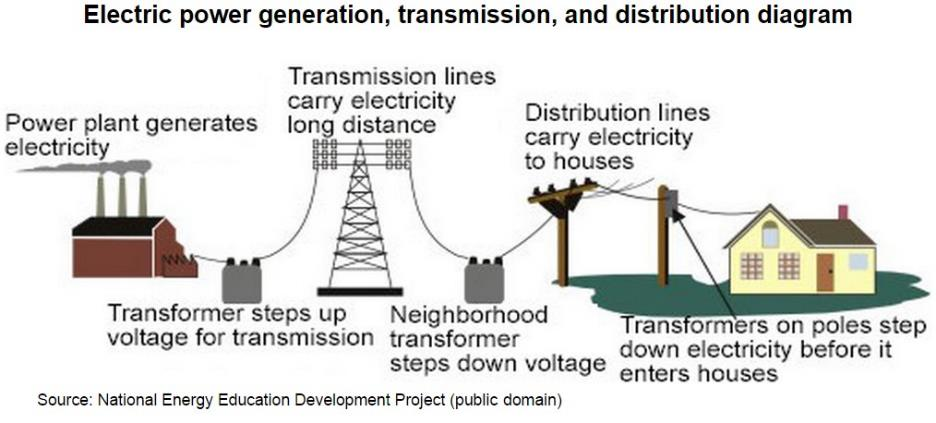 Electric power generation, transmission, and distribution diagram
Power plant generates
electricity
Transmission lines
carry electricity
long distance
Distribution lines
carry electricity
to houses
Transformer steps up
voltage for transmission
Neighborhood
transformer
steps down voltage
Transformers on poles step
down electricity before it
enters houses
Source: National Energy Education Development Project (public domain)